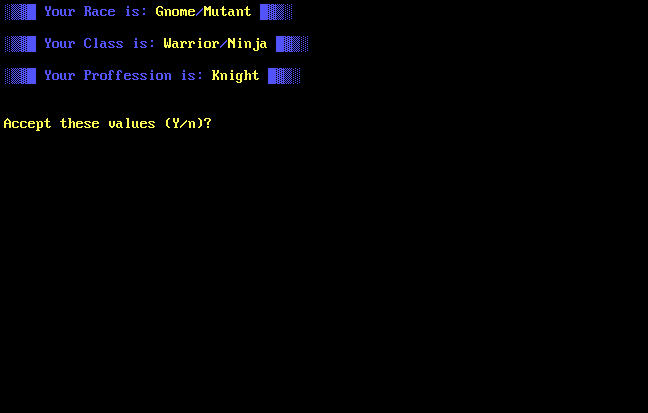 ░▒▓█ Your Race is: Gnome/Mutant █▓▒░
░▒▓█ Your Class is: Warrior/Ninja █▓▒░
░▒▓█ Your Proffession is: Knight █▓▒░
Accept these values (Y/n)?